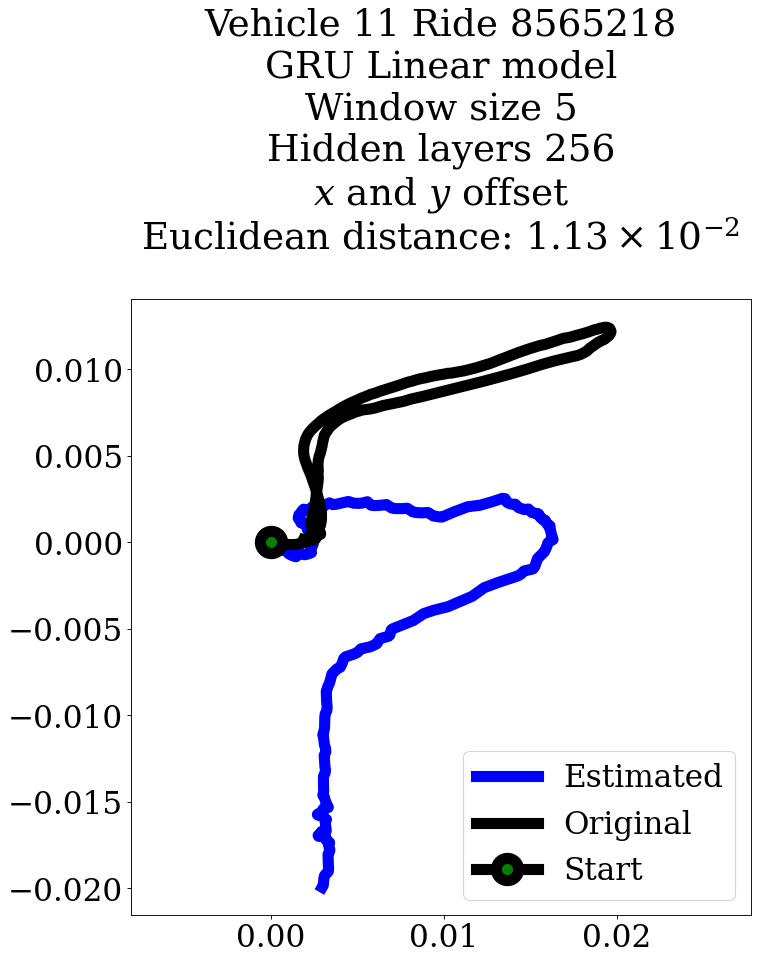 Vehicle 11 Ride 8565218
GRU Linear model
Window size 5
Hidden layers 256
x and y offset
Euclidean distance: 1.13 × 10⁻²
0.010
0.005
0.000
−0.005
−0.010
−0.015
−0.020
0.00 0.01 0.02
Estimated
Original
Start